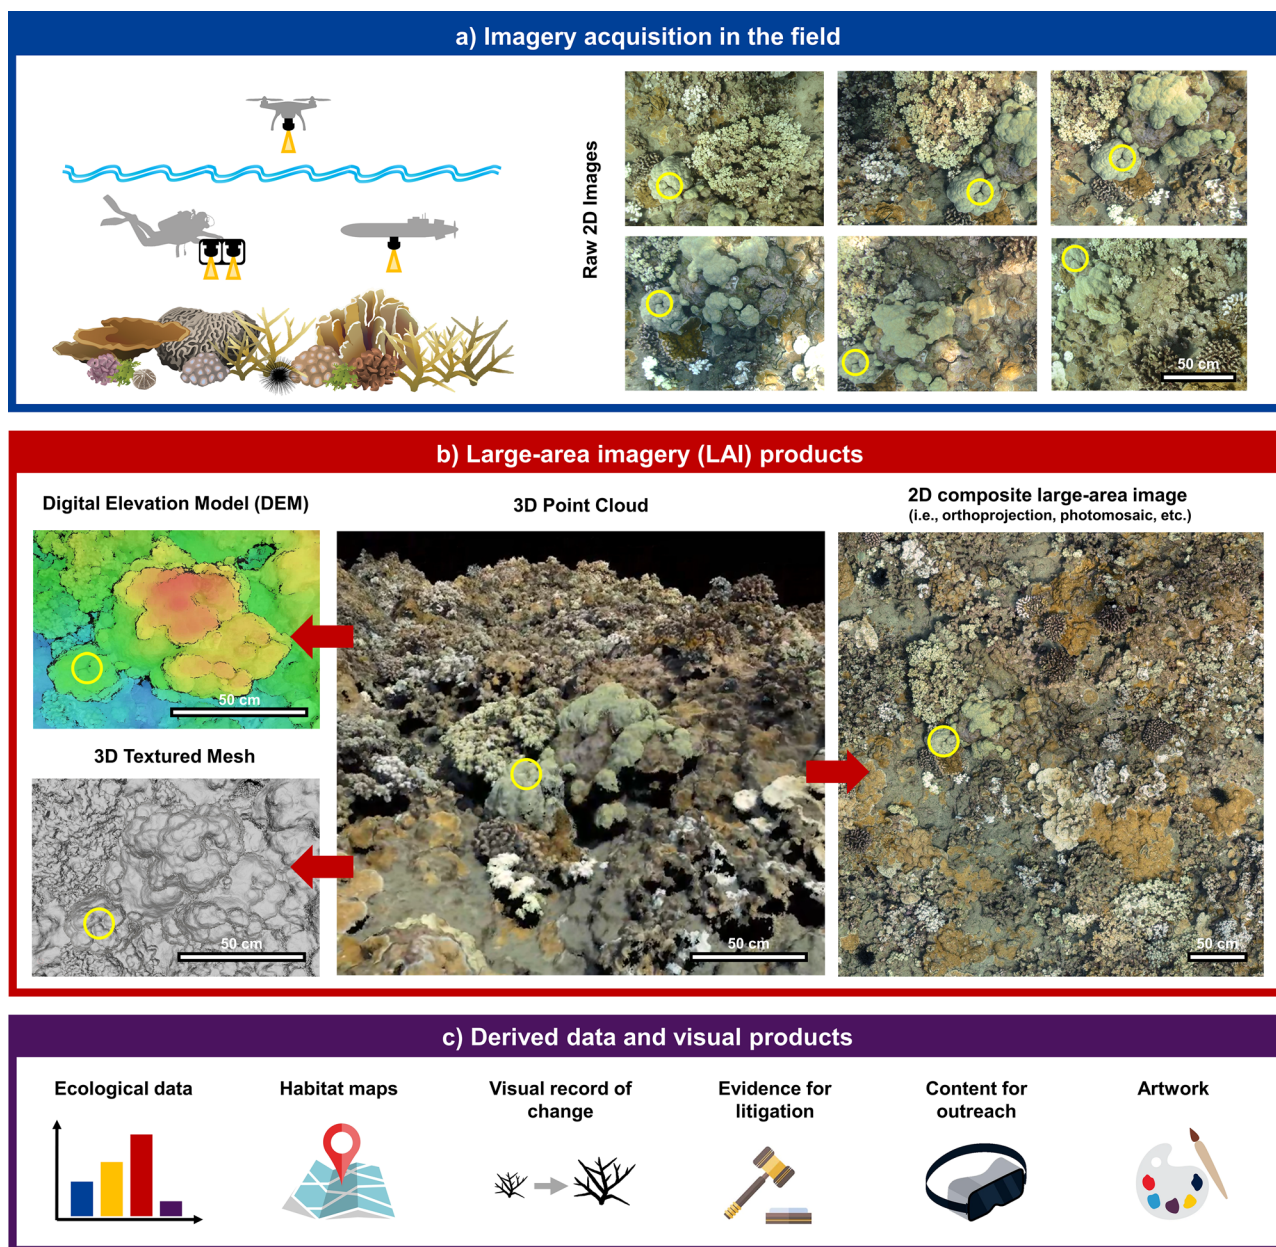 a) Imagery acquisition in the field
Raw 2D Images
50 cm
b) Large-area imagery (LAI) products
Digital Elevation Model (DEM)
50 cm
3D Textured Mesh
50 cm
3D Point Cloud
50 cm
2D composite large-area image
(i.e., orthoprojection, photomosaic, etc.)
50 cm
c) Derived data and visual products
Ecological data
Habitat maps
Visual record of
change
Evidence for
litigation
Content for
outreach
Artwork